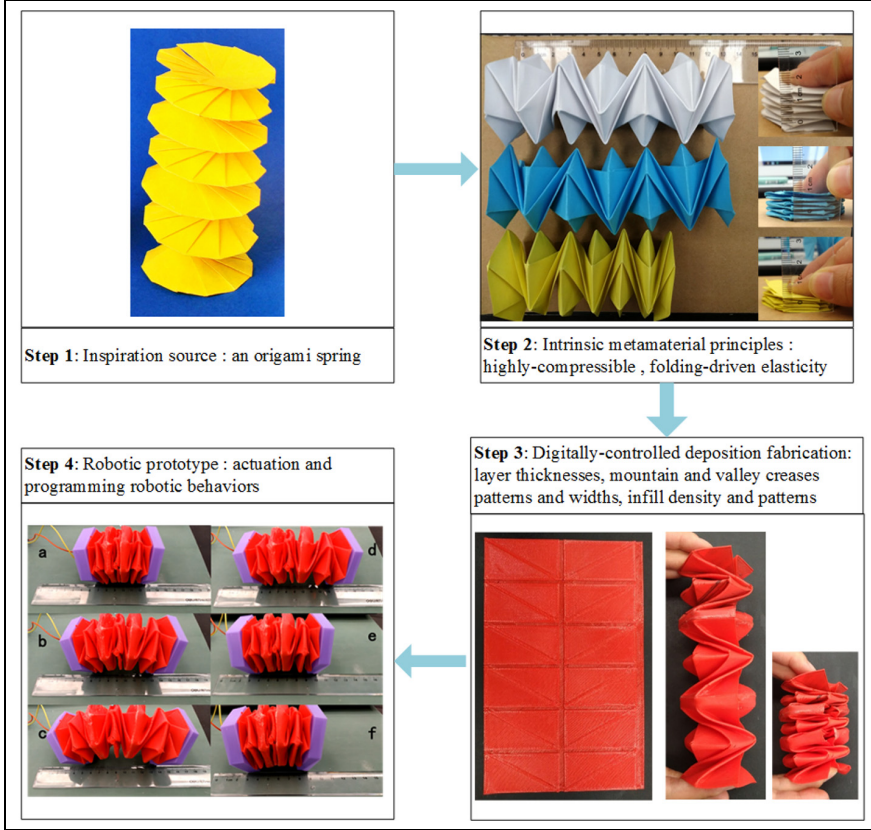 Step 1: Inspiration source : an origami spring
Step 2: Intrinsic metamaterial principles :
highly-compressible , folding-driven elasticity
Step 3: Digitally-controlled deposition fabrication:
layer thicknesses, mountain and valley creases
patterns and widths, infill density and patterns
Step 4: Robotic prototype : actuation and
programming robotic behaviors
a
d
b
e
c
f